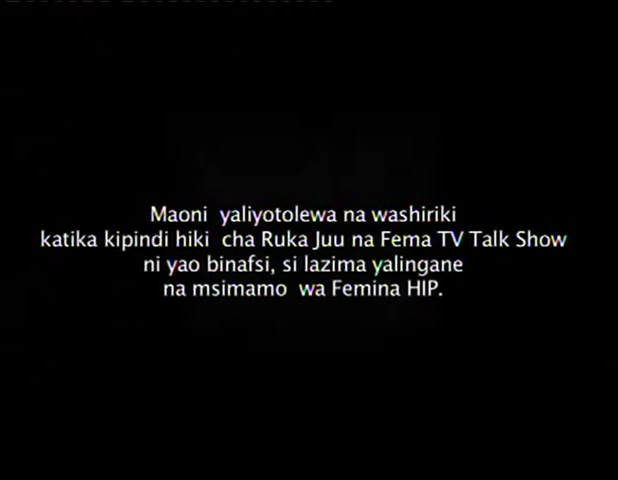 Maoni yaliyotolewa na washiriki
katika kipindi hiki cha Ruka Juu na Fema TV Talk Show
ni yao binafsi, si lazima yalingane
na msimamo wa Femina HIP.